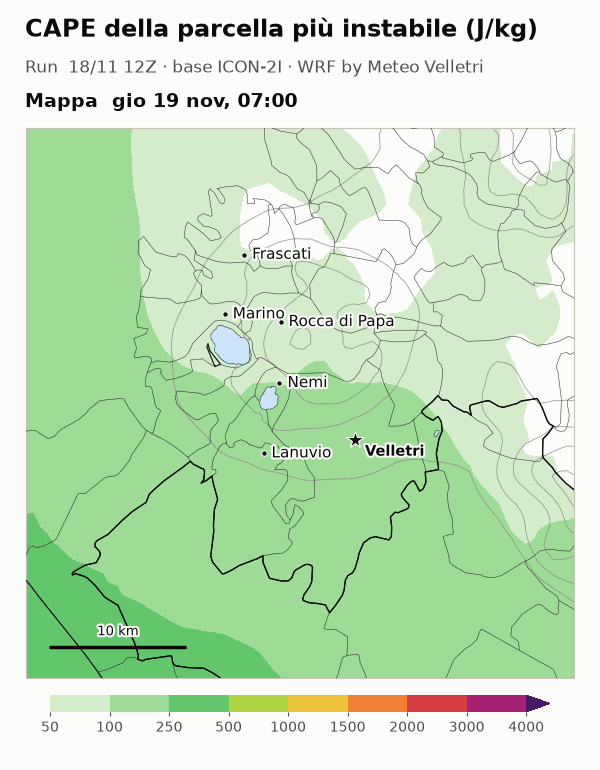 CAPE della parcella più instabile (J/kg)
Run  18/11 12Z · base ICON-2I · WRF by Meteo Velletri
Mappa  gio 19 nov, 07:00
Frascati
Marino
Rocca di Papa
Nemi
Velletri
Lanuvio
10 km
50 100 250 500 1000 1500 2000 3000 4000